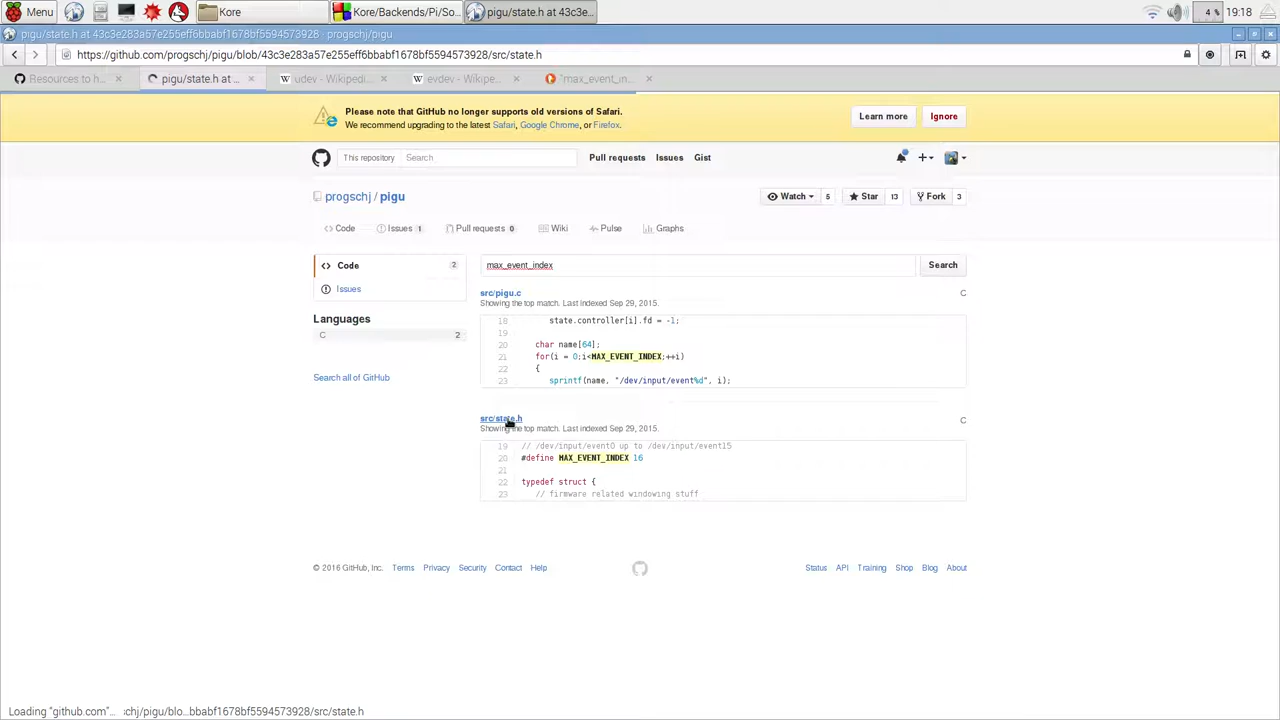 Menu Kore Kore/Backends/Pi/So... pigu/state.h at 43c3e... 4 % 19:18
pigu/state.h at 43c3e283a57e255eff6bbabf1678bf5594573928 · progschj/pigu
https://github.com/progschj/pigu/blob/43c3e283a57e255eff6bbabf1678bf5594573928/src/state.h
Resources to h... pigu/state.h at ... udev - Wikipedi... evdev - Wikipe... "max_event_in...
Please note that GitHub no longer supports old versions of Safari.
We recommend upgrading to the latest Safari, Google Chrome, or Firefox.
Learn more Ignore
This repository Search Pull requests Issues Gist
progschj / pigu Watch 5 Star 13 Fork 3
Code Issues 1 Pull requests 0 Wiki Pulse Graphs
Code 2
Issues
Languages
C 2
Search all of GitHub
max_event_index Search
src/pigu.c C
Showing the top match. Last indexed Sep 29, 2015.
18 state.controller[i].fd = -1;
19
20 char name[64];
21 for(i = 0;i<MAX_EVENT_INDEX;++i)
22 {
23 sprintf(name, "/dev/input/event%d", i);
src/state.h C
Showing the top match. Last indexed Sep 29, 2015.
19 // /dev/input/event0 up to /dev/input/event15
20 #define MAX_EVENT_INDEX 16
21
22 typedef struct {
23 // firmware related windowing stuff
© 2016 GitHub, Inc. Terms Privacy Security Contact Help Status API Training Shop Blog About
Loading "github.com"... :schj/pigu/blo...bbabf1678bf5594573928/src/state.h